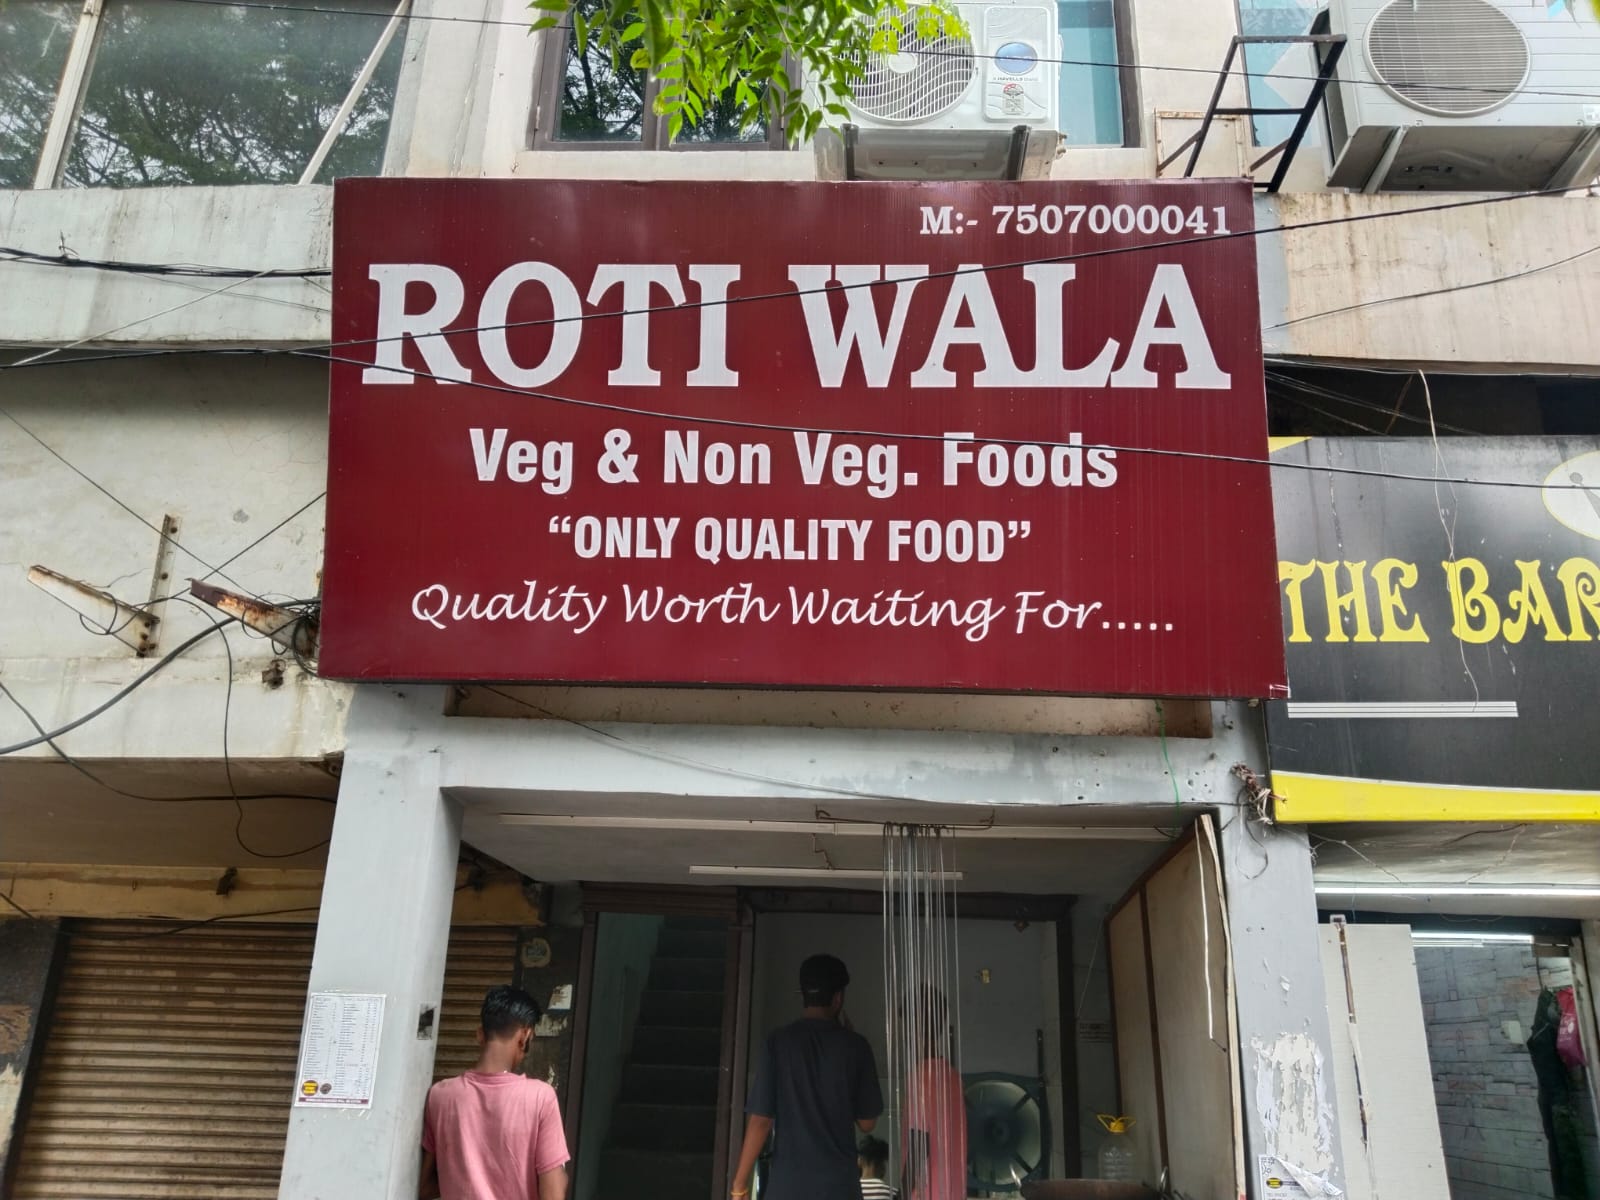 M:- 7507000041
ROTI WALA
Veg & Non Veg. Foods
“ONLY QUALITY FOOD”
Quality Worth Waiting For.....
THE BAR